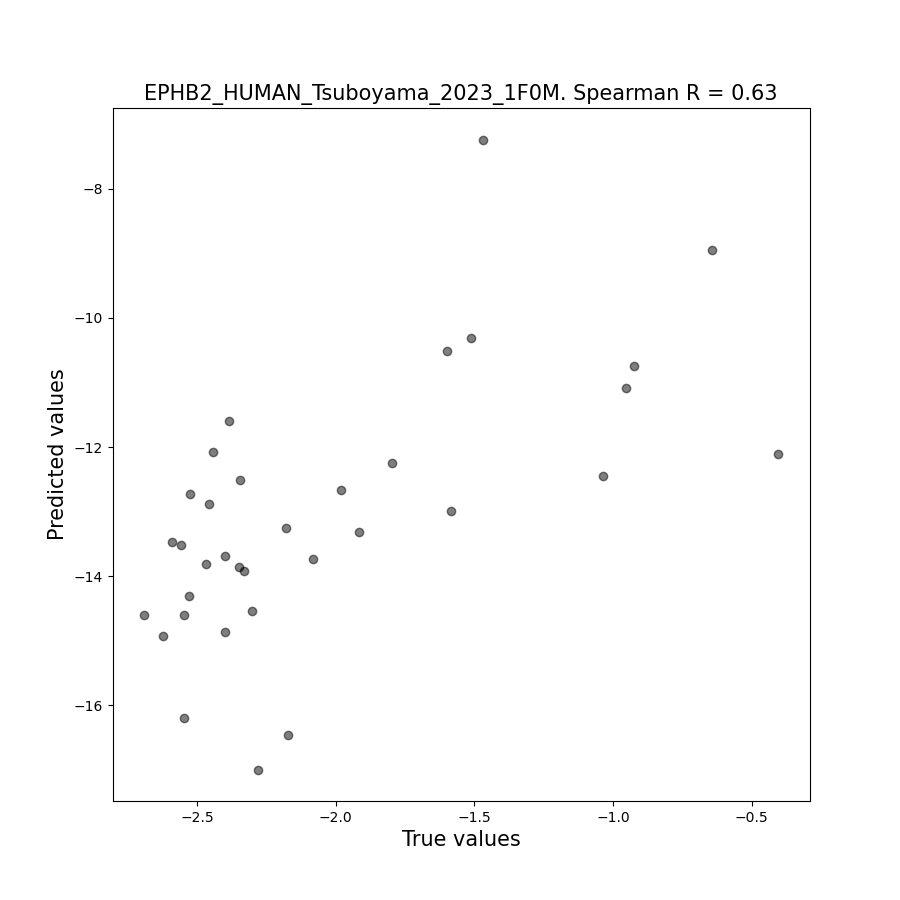 EPHB2_HUMAN_Tsuboyama_2023_1F0M. Spearman R = 0.63
Predicted values
−8
−10
−12
−14
−16
−2.5 −2.0 −1.5 −1.0 −0.5
True values